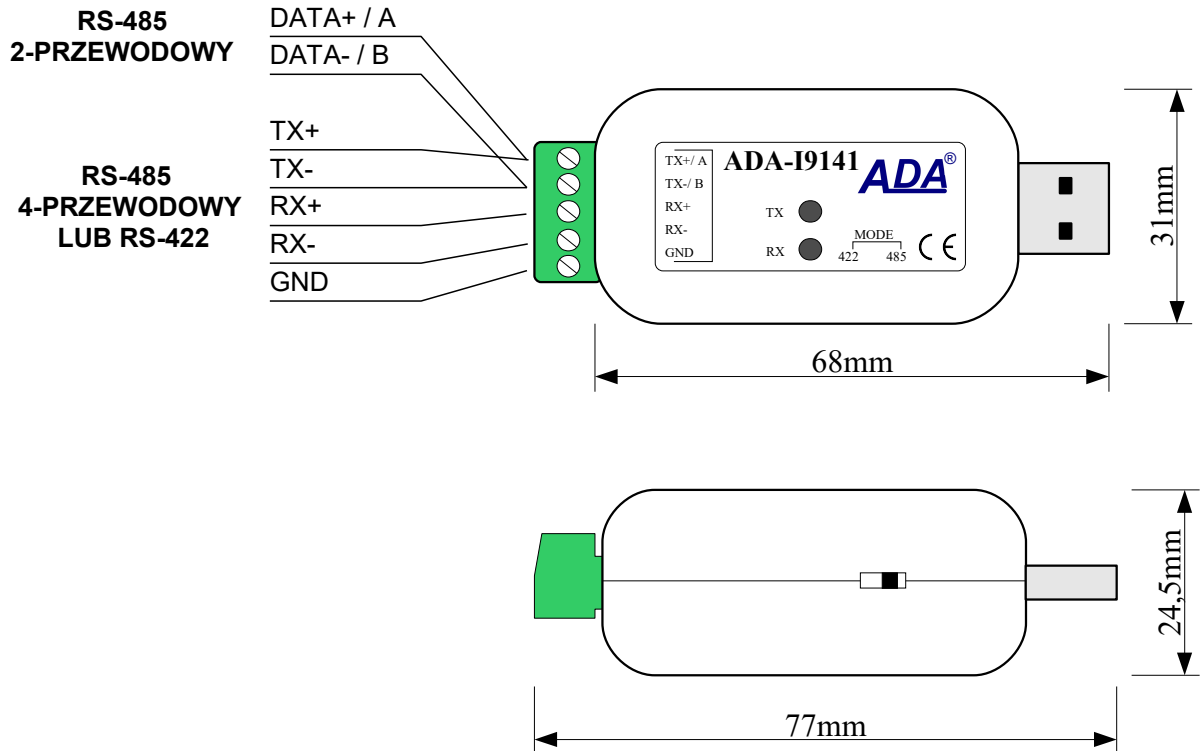 RS-485
2-PRZEWODOWY
DATA+ / A
DATA- / B
RS-485
4-PRZEWODOWY
LUB RS-422
TX+
TX-
RX+
RX-
GND
TX+/ A
TX-/ B
RX+
RX-
GND
ADA-I9141
ADA®
TX
RX
MODE
422 485
CE
31mm
68mm
24,5mm
77mm